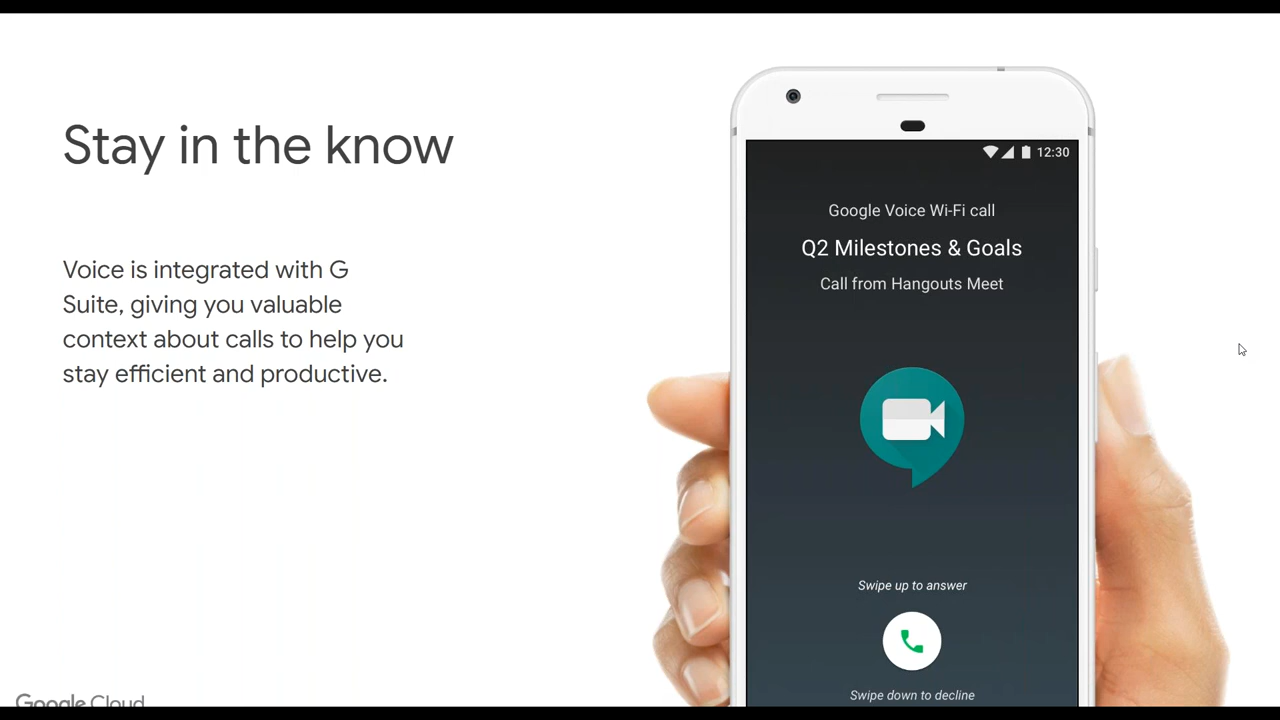 Stay in the know
Voice is integrated with G
Suite, giving you valuable
context about calls to help you
stay efficient and productive.
12:30
Google Voice Wi-Fi call
Q2 Milestones & Goals
Call from Hangouts Meet
Swipe up to answer
Swipe down to decline
Google Cloud